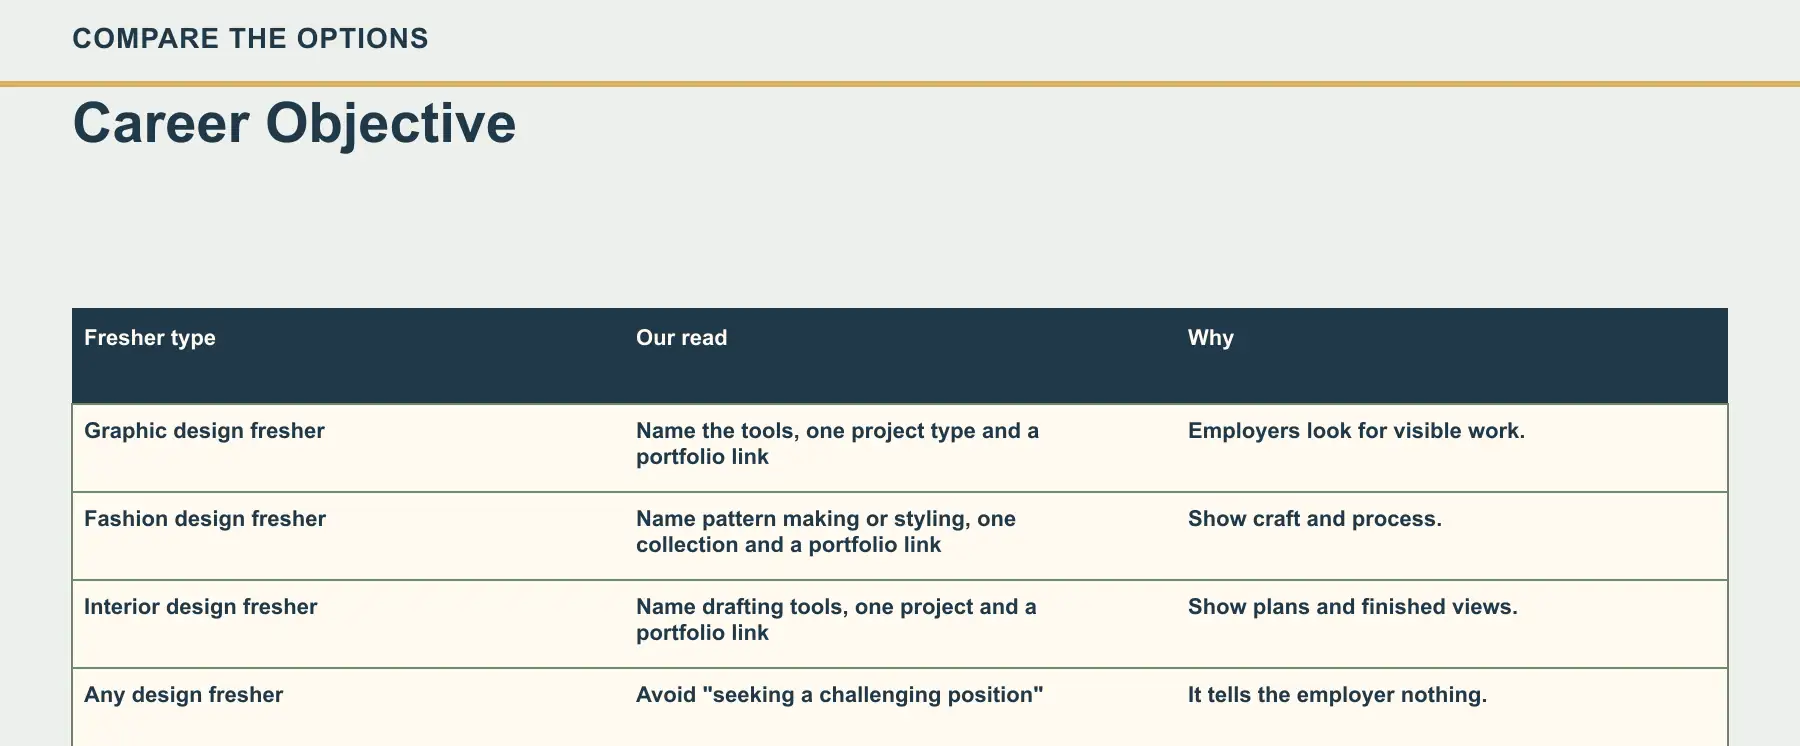 COMPARE THE OPTIONS
Career Objective
Fresher type
Our read
Why
Graphic design fresher
Name the tools, one project type and a
portfolio link
Employers look for visible work.
Fashion design fresher
Name pattern making or styling, one
collection and a portfolio link
Show craft and process.
Interior design fresher
Name drafting tools, one project and a
portfolio link
Show plans and finished views.
Any design fresher
Avoid "seeking a challenging position"
It tells the employer nothing.